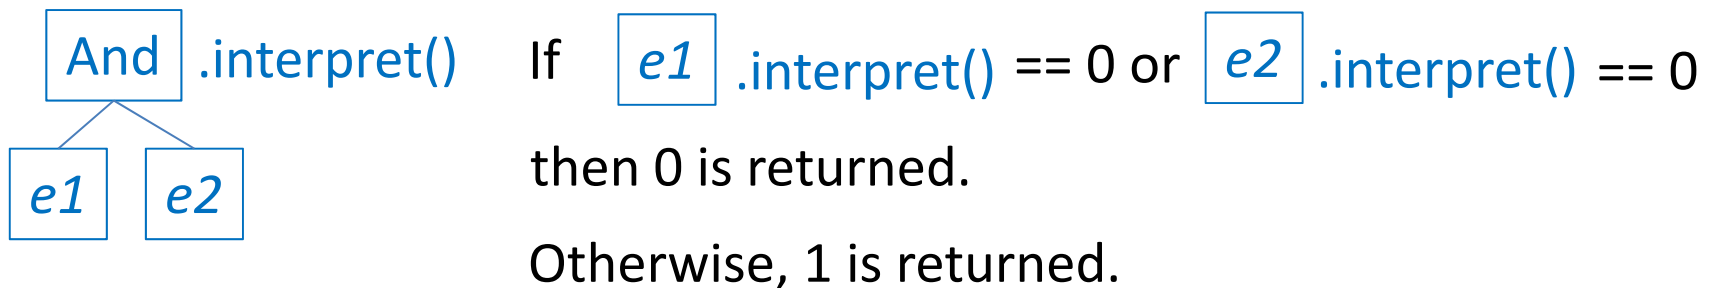 And .interpret() If e1 .interpret() == 0 or e2 .interpret() == 0
e1 e2 then 0 is returned.
Otherwise, 1 is returned.